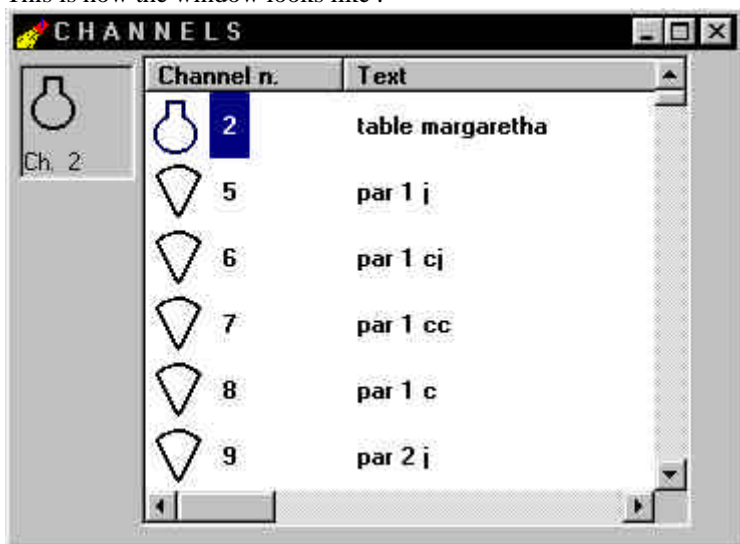 This is how the window looks like :
CHANNELS
Ch. 2
Channel n. Text
2 table margaretha
5 par 1 j
6 par 1 cj
7 par 1 cc
8 par 1 c
9 par 2 j